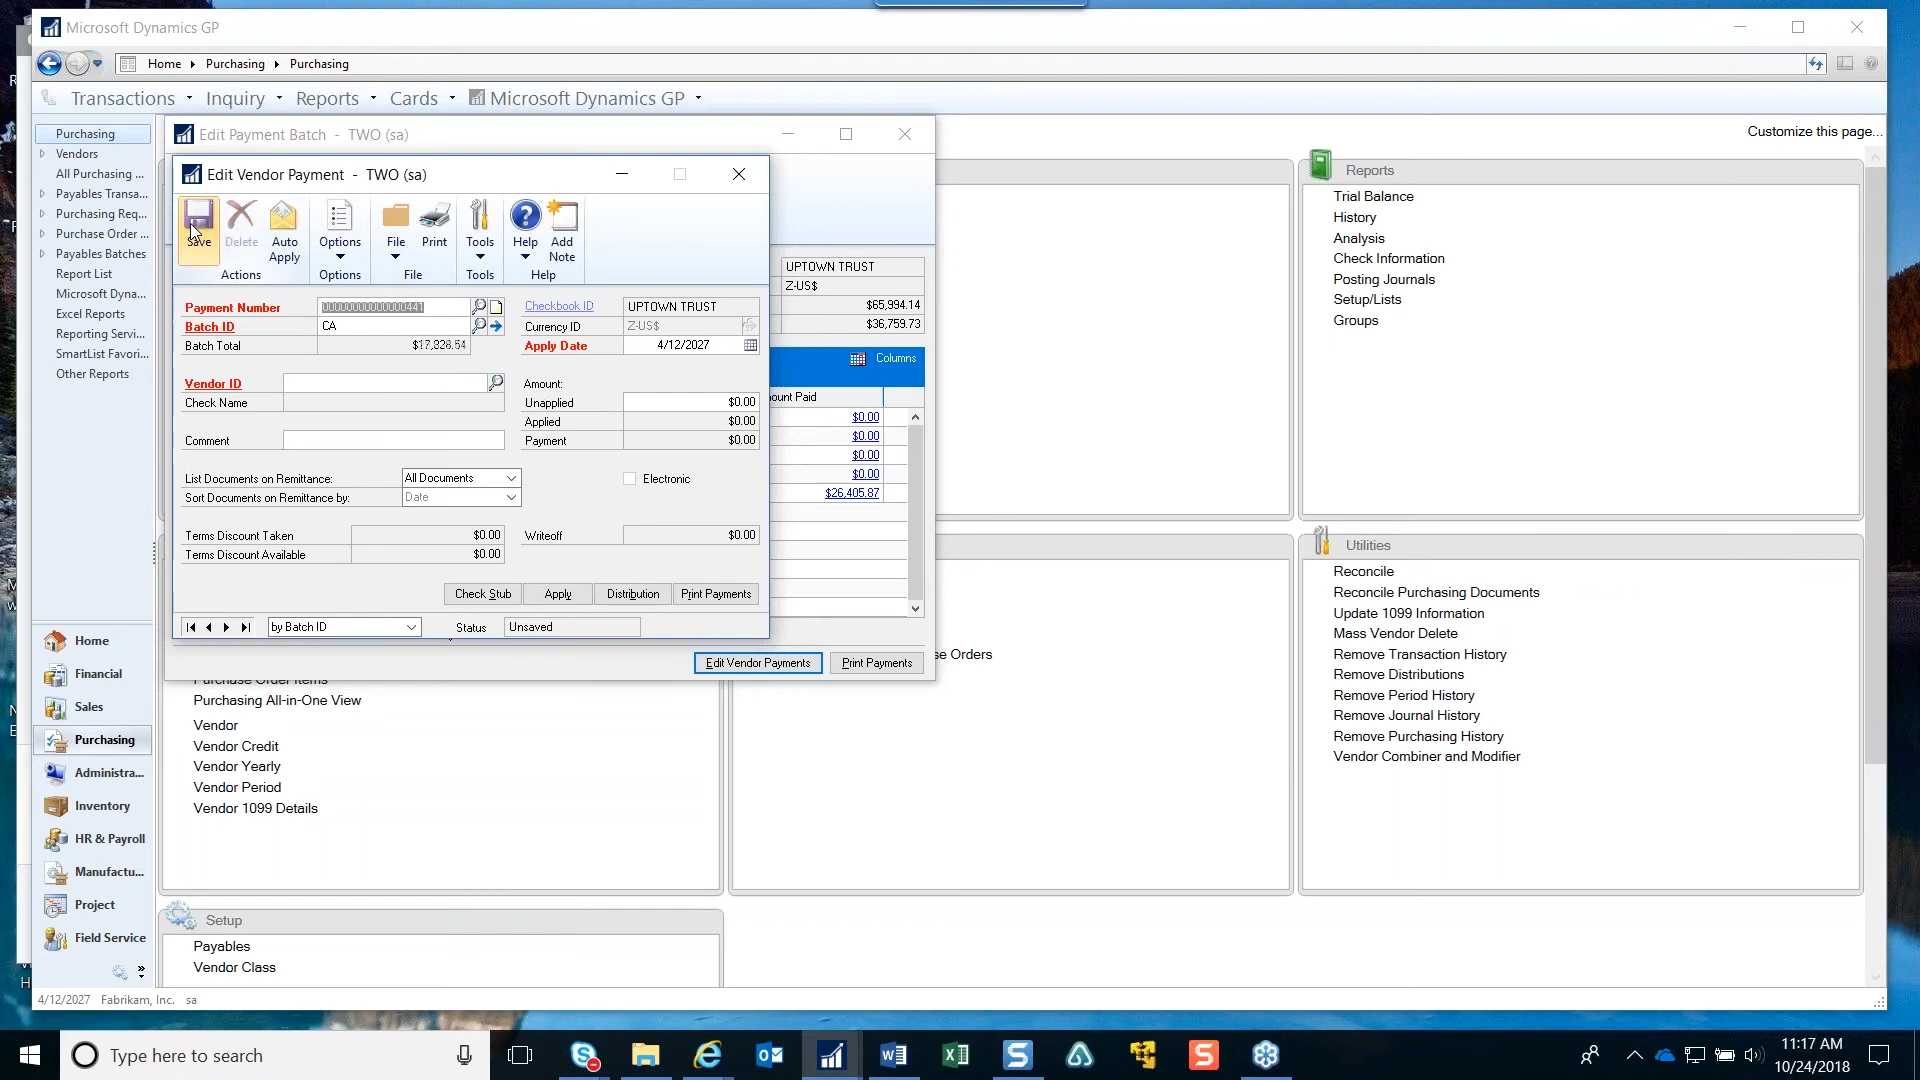 Microsoft Dynamics GP
Home Purchasing Purchasing
Transactions Inquiry Reports Cards Microsoft Dynamics GP
Customize this page...
Purchasing
Vendors
All Purchasing ...
Payables Transa...
Purchasing Req...
Purchase Order ...
Payables Batches
Report List
Microsoft Dyna...
Excel Reports
Reporting Servi...
SmartList Favori...
Other Reports
Home
Financial
Sales
Purchasing
Administra...
Inventory
HR & Payroll
Manufactu...
Project
Field Service
Edit Payment Batch - TWO (sa)
UPTOWN TRUST
Z-US$
$65,994.14
$36,759.73
Columns
ount Paid
$0.00
$0.00
$0.00
$0.00
$26,405.87
Edit Vendor Payments Print Payments
Edit Vendor Payment - TWO (sa)
Save Delete Auto Apply Options File Print Tools Help Add Note
Actions Options File Tools Help
Payment Number 00000000000000441 Checkbook ID UPTOWN TRUST
Batch ID CA Currency ID Z-US$
Batch Total $17,328.54 Apply Date 4/12/2027
Vendor ID Amount:
Check Name Unapplied $0.00
Applied $0.00
Comment Payment $0.00
List Documents on Remittance: All Documents Electronic
Sort Documents on Remittance by: Date
Terms Discount Taken $0.00 Writeoff $0.00
Terms Discount Available $0.00
Check Stub Apply Distribution Print Payments
by Batch ID Status Unsaved
se Orders
Purchase Order Items
Purchasing All-in-One View
Vendor
Vendor Credit
Vendor Yearly
Vendor Period
Vendor 1099 Details
Setup
Payables
Vendor Class
Reports
Trial Balance
History
Analysis
Check Information
Posting Journals
Setup/Lists
Groups
Utilities
Reconcile
Reconcile Purchasing Documents
Update 1099 Information
Mass Vendor Delete
Remove Transaction History
Remove Distributions
Remove Period History
Remove Journal History
Remove Purchasing History
Vendor Combiner and Modifier
4/12/2027 Fabrikam, Inc. sa
Type here to search
11:17 AM
10/24/2018